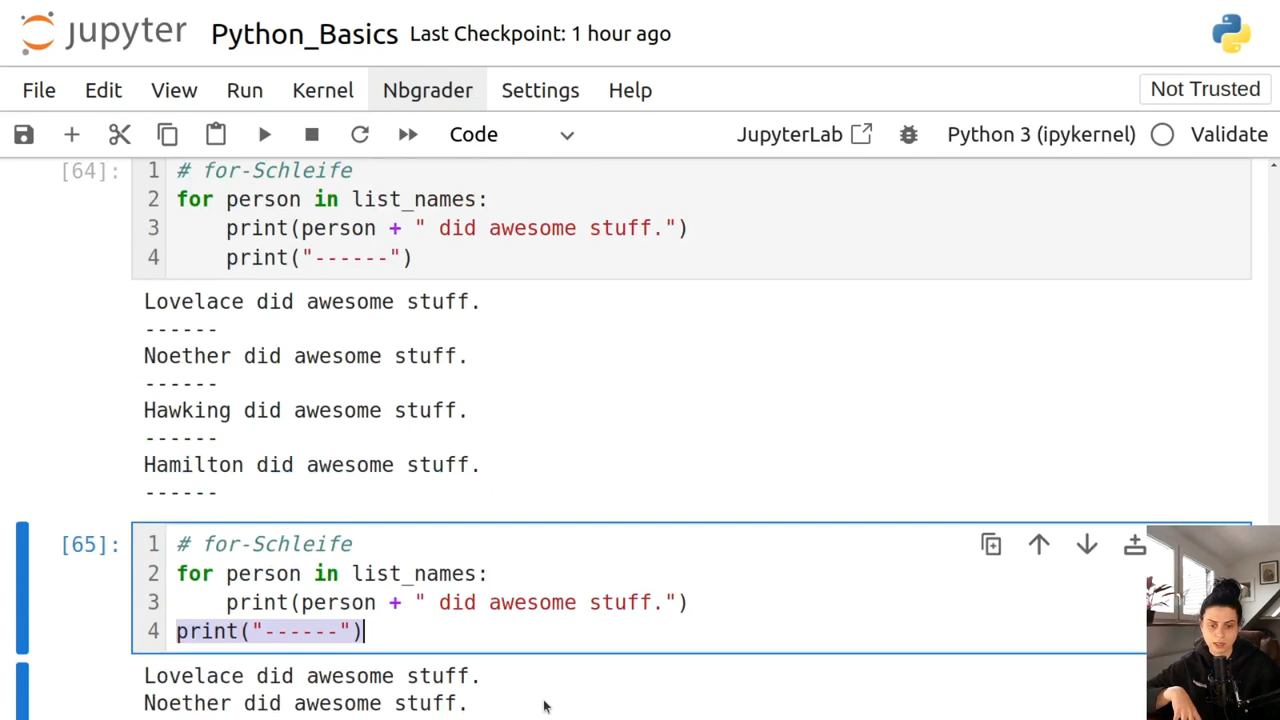 jupyter Python_Basics Last Checkpoint: 1 hour ago
File Edit View Run Kernel Nbgrader Settings Help Not Trusted
Code JupyterLab Python 3 (ipykernel) Validate
[64]: 1 # for-Schleife
2 for person in list_names:
3     print(person + " did awesome stuff.")
4     print("------")
Lovelace did awesome stuff.
------
Noether did awesome stuff.
------
Hawking did awesome stuff.
------
Hamilton did awesome stuff.
------
[65]: 1 # for-Schleife
2 for person in list_names:
3     print(person + " did awesome stuff.")
4 print("------")
Lovelace did awesome stuff.
Noether did awesome stuff.